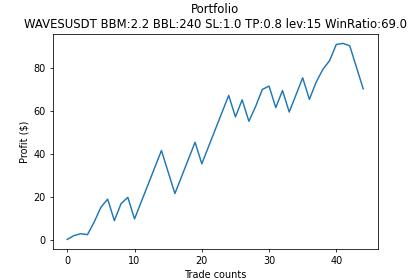 Portfolio
WAVESUSDT BBM:2.2 BBL:240 SL:1.0 TP:0.8 lev:15 WinRatio:69.0
80
60
40
20
0
Profit ($)
0
10
20
30
40
Trade counts